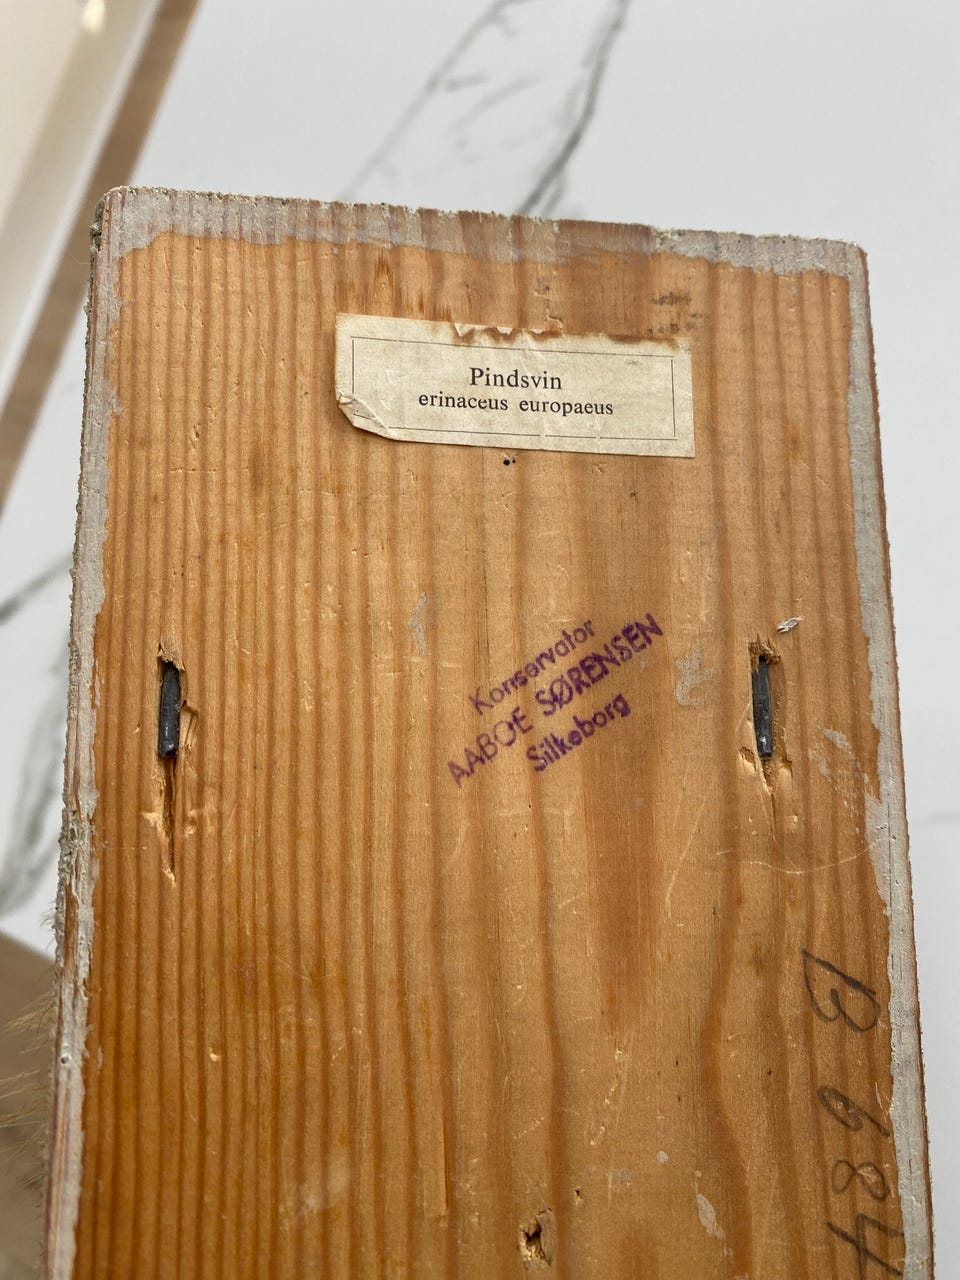 Pindsvin
erinaceus europaeus
Konservator
AABOE SØRENSEN
Silkeborg
684